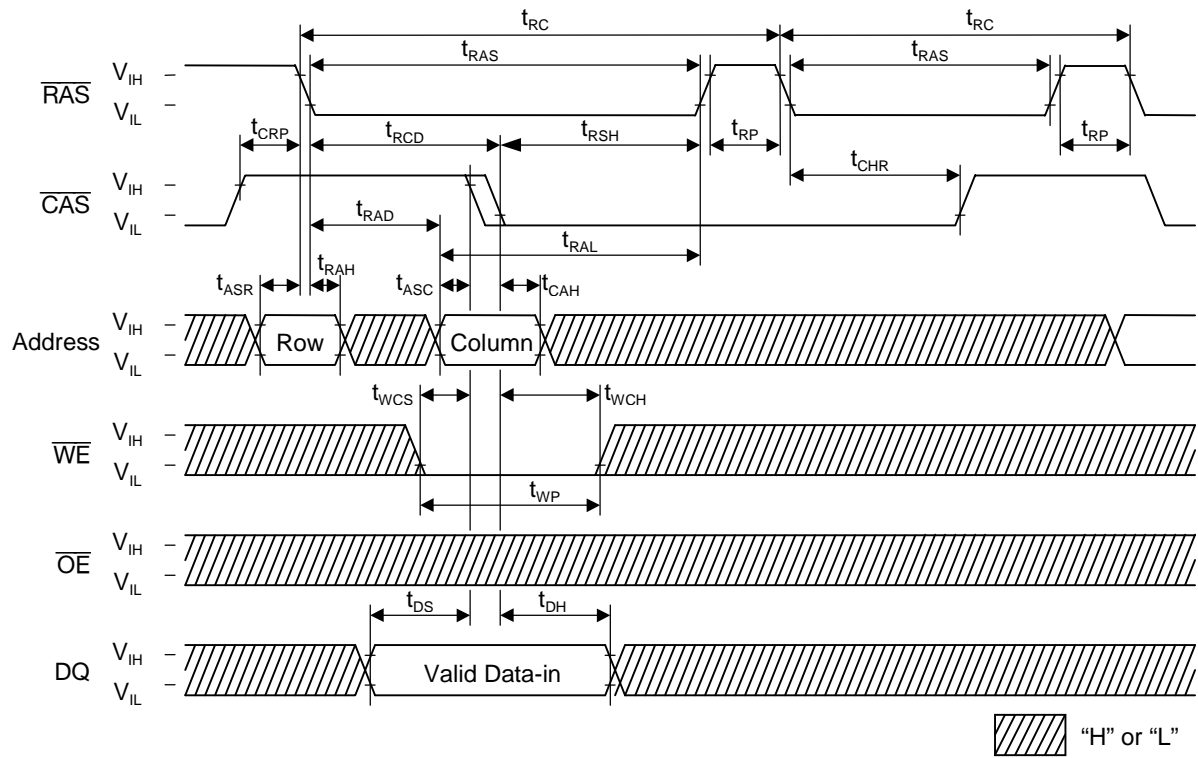 tRC tRC
tRAS tRAS
RAS VIH
VIL
tCRP tRCD tRSH tRP tRP
tCHR
CAS VIH
VIL
tRAD
tRAL
tASR tRAH tASC tCAH
Address VIH
VIL
Row Column
tWCS tWCH
WE VIH
VIL
tWP
OE VIH
VIL
tDS tDH
DQ VIH
VIL
Valid Data-in
“H” or “L”